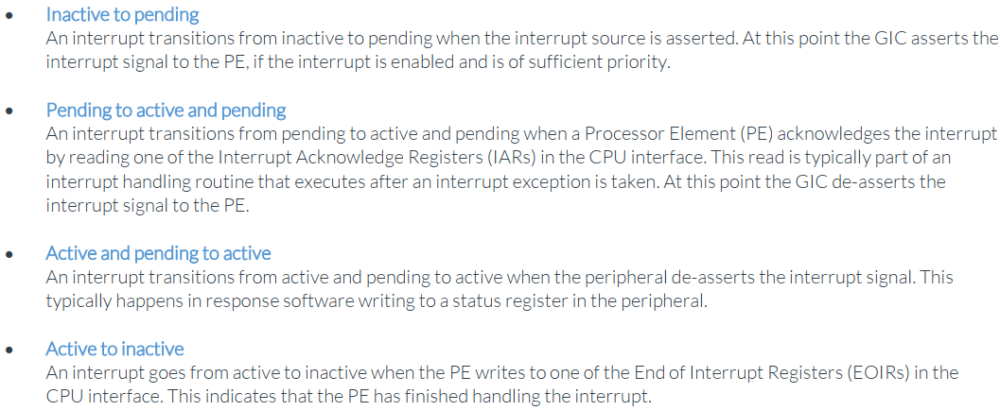 • Inactive to pending
An interrupt transitions from inactive to pending when the interrupt source is asserted. At this point the GIC asserts the
interrupt signal to the PE, if the interrupt is enabled and is of sufficient priority.
• Pending to active and pending
An interrupt transitions from pending to active and pending when a Processor Element (PE) acknowledges the interrupt
by reading one of the Interrupt Acknowledge Registers (IARs) in the CPU interface. This read is typically part of an
interrupt handling routine that executes after an interrupt exception is taken. At this point the GIC de-asserts the
interrupt signal to the PE.
• Active and pending to active
An interrupt transitions from active and pending to active when the peripheral de-asserts the interrupt signal. This
typically happens in response software writing to a status register in the peripheral.
• Active to inactive
An interrupt goes from active to inactive when the PE writes to one of the End of Interrupt Registers (EOIRs) in the
CPU interface. This indicates that the PE has finished handling the interrupt.